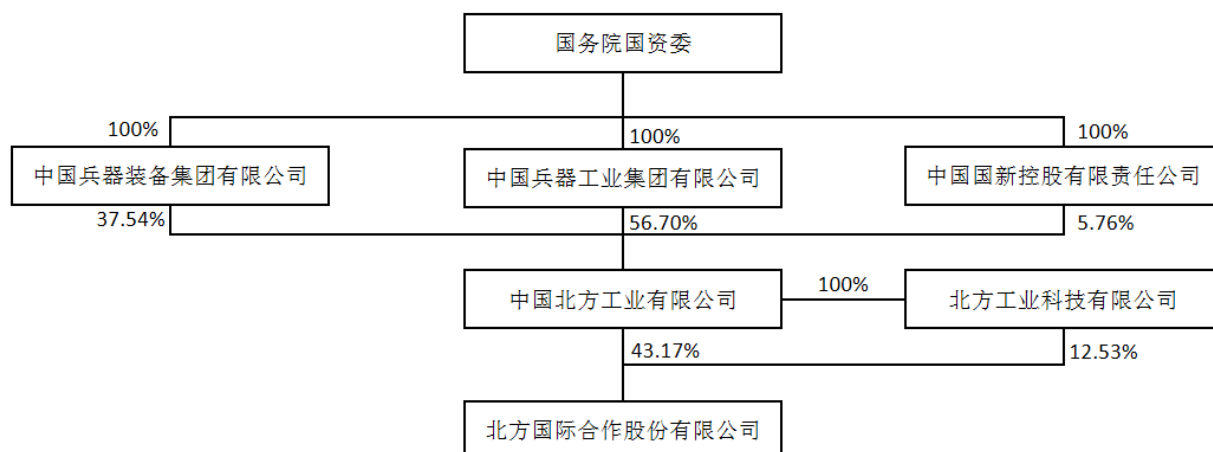 国务院国资委
100%
100%
100%
中国兵器装备集团有限公司
中国兵器工业集团有限公司
中国国新控股有限责任公司
37.54%
56.70%
5.76%
中国北方工业有限公司
100%
北方工业科技有限公司
43.17%
12.53%
北方国际合作股份有限公司